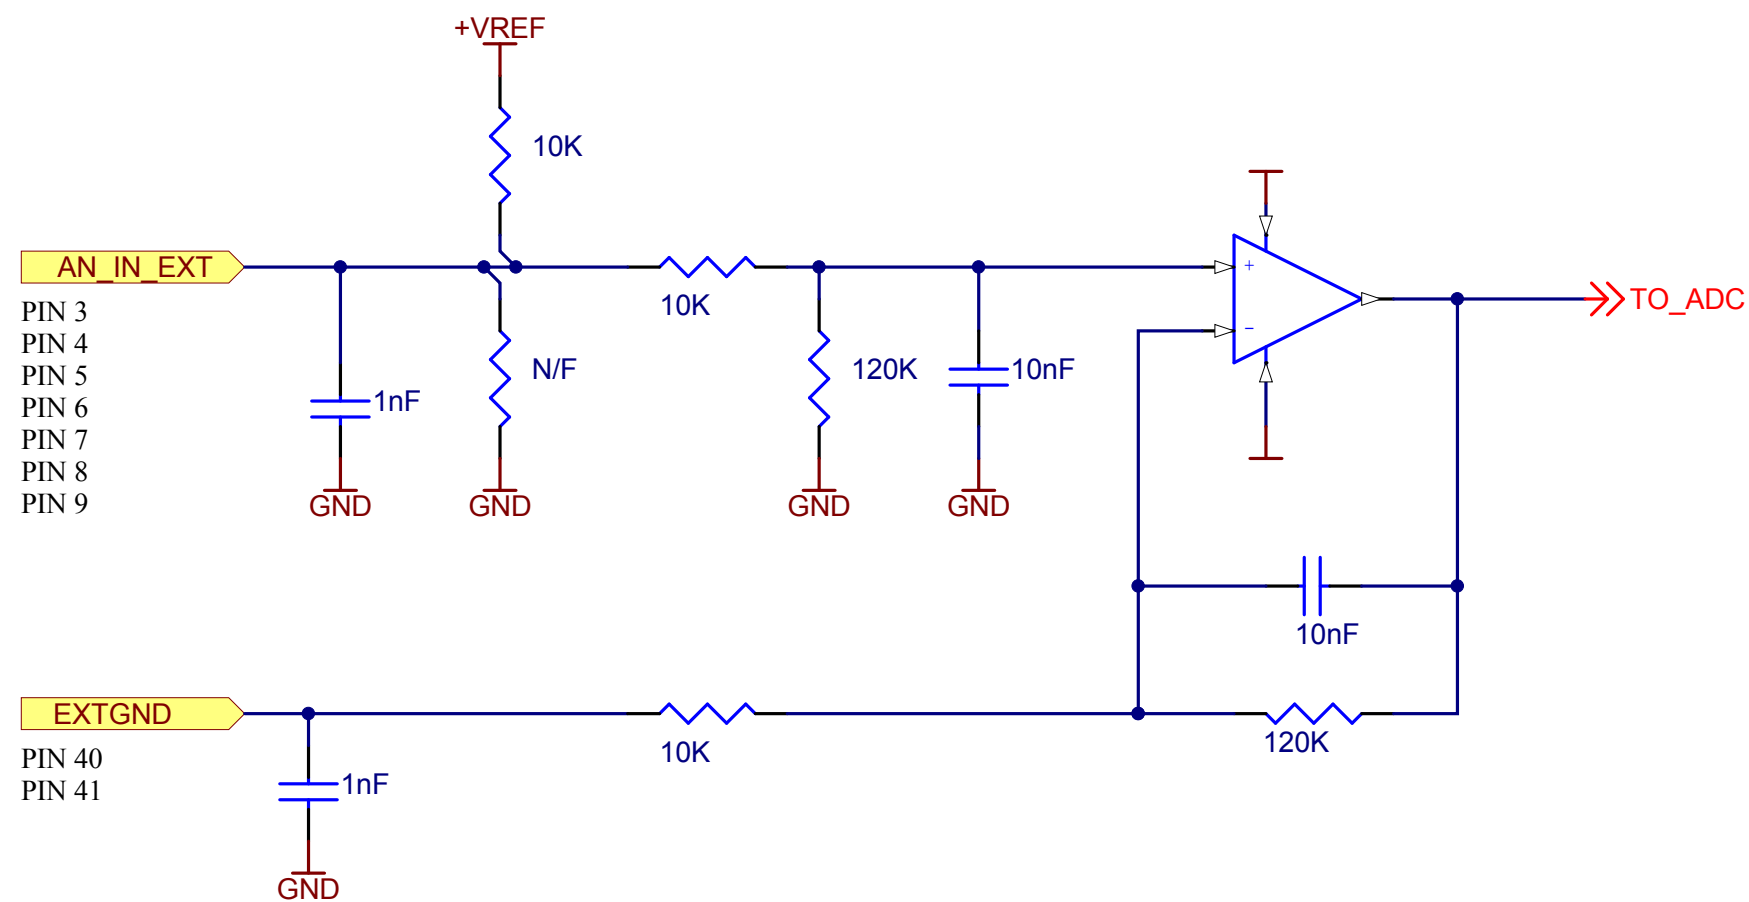 +VREF
10K
AN_IN_EXT
PIN 3
PIN 4
PIN 5
PIN 6
PIN 7
PIN 8
PIN 9
1nF
GND
N/F
GND
10K
120K
GND
10nF
GND
+
−
TO_ADC
10nF
EXTGND
PIN 40
PIN 41
1nF
GND
10K
120K